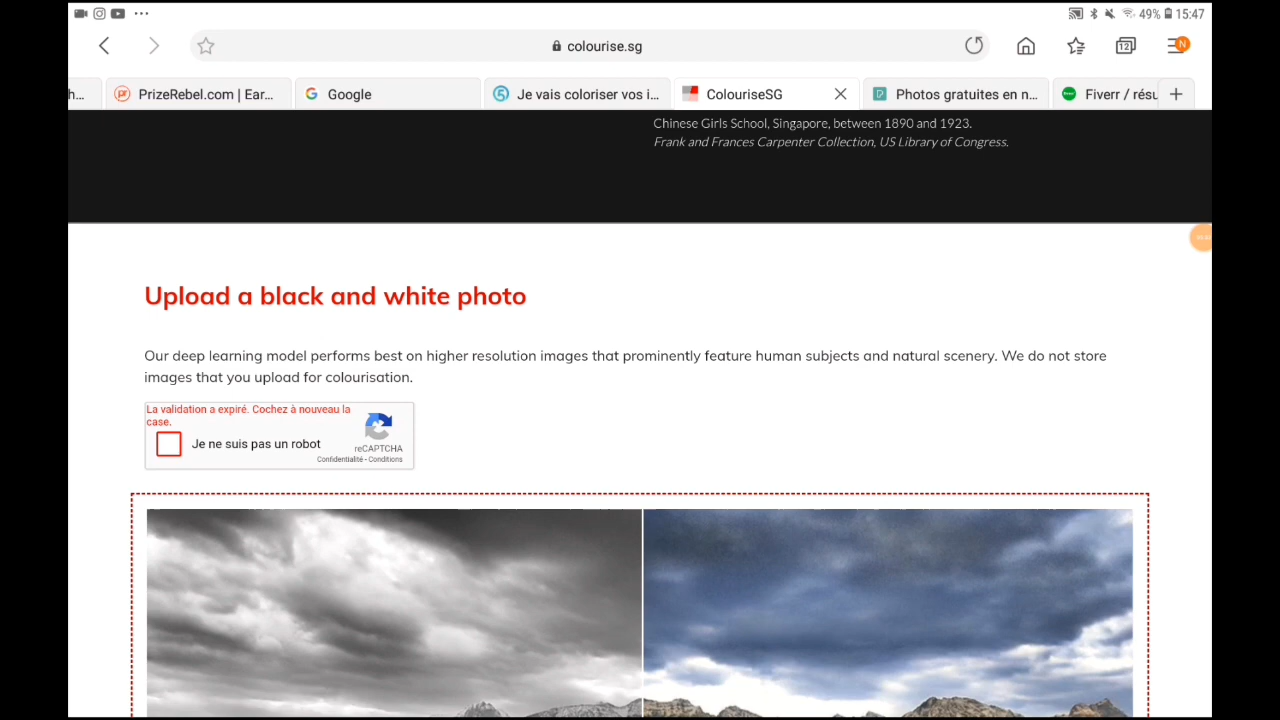 49% 15:47
colourise.sg
12
N
h...
PrizeRebel.com | Ear...
Google
Je vais coloriser vos i...
ColouriseSG
Photos gratuites en n...
Fiverr / résu
Chinese Girls School, Singapore, between 1890 and 1923.
Frank and Frances Carpenter Collection, US Library of Congress.
Upload a black and white photo
Our deep learning model performs best on higher resolution images that prominently feature human subjects and natural scenery. We do not store
images that you upload for colourisation.
La validation a expiré. Cochez à nouveau la
case.
Je ne suis pas un robot
reCAPTCHA
Confidentialité - Conditions